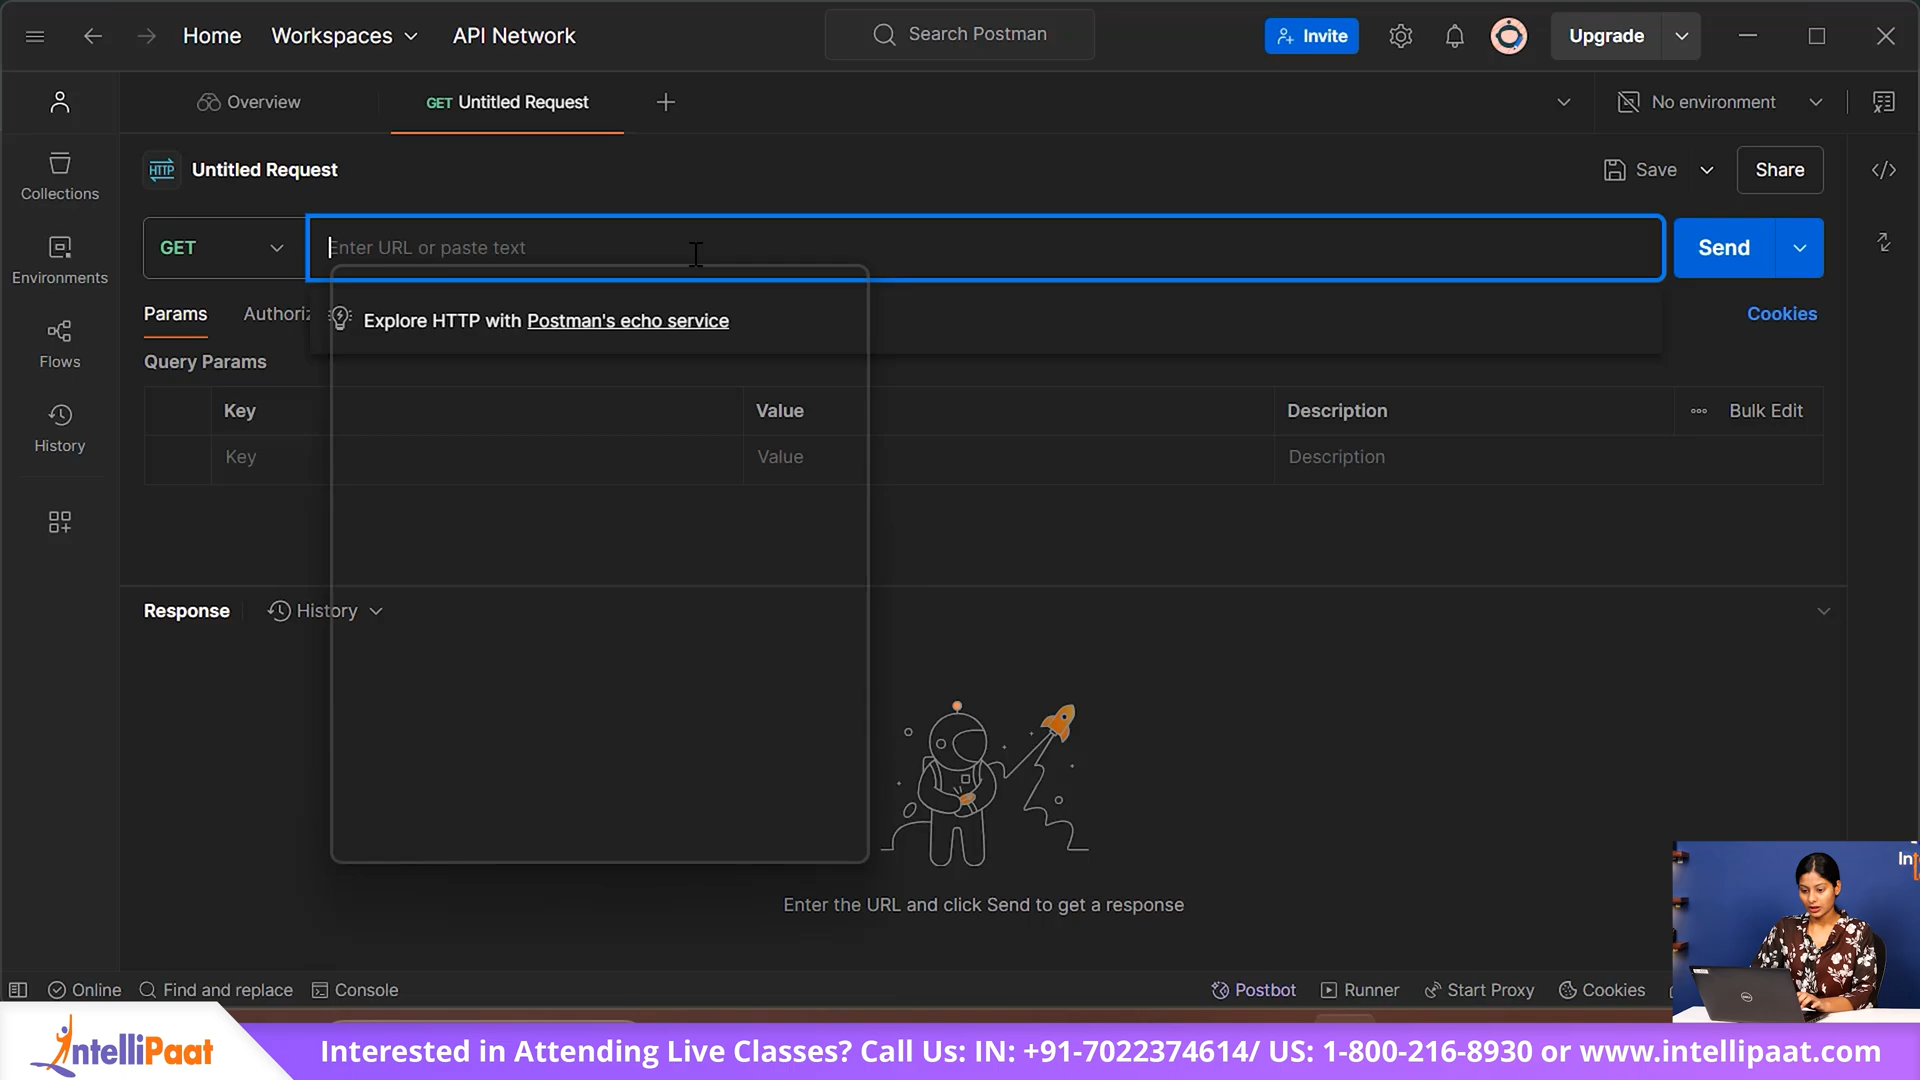 Home Workspaces API Network Search Postman Invite Upgrade
Overview GET Untitled Request No environment
HTTP Untitled Request Save Share
Collections
GET Enter URL or paste text Send
Environments
Params Authoriz Explore HTTP with Postman's echo service Cookies
Flows
Query Params
Key Value Description Bulk Edit
History
Key Value Description
Response History
Enter the URL and click Send to get a response
Online Find and replace Console Postbot Runner Start Proxy Cookies
In
IntelliPaat
Interested in Attending Live Classes? Call Us: IN: +91-7022374614/ US: 1-800-216-8930 or www.intellipaat.com